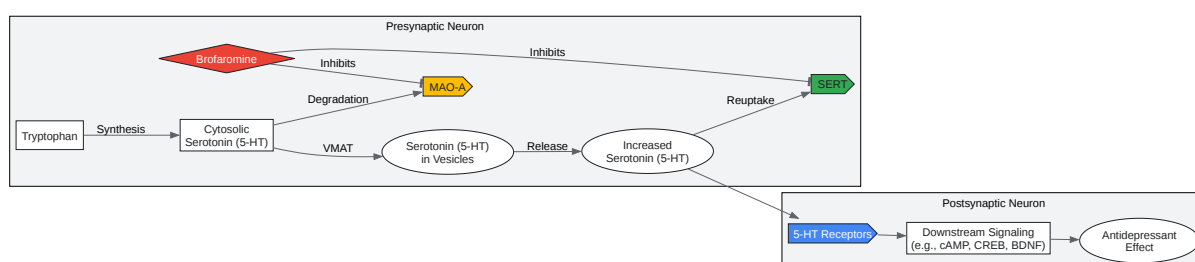 Presynaptic Neuron
Brofaromine
Inhibits
Inhibits
MAO-A
SERT
Degradation
Reuptake
Tryptophan
Synthesis
Cytosolic
Serotonin (5-HT)
VMAT
Serotonin (5-HT)
in Vesicles
Release
Increased
Serotonin (5-HT)
Postsynaptic Neuron
5-HT Receptors
Downstream Signaling
(e.g., cAMP, CREB, BDNF)
Antidepressant
Effect